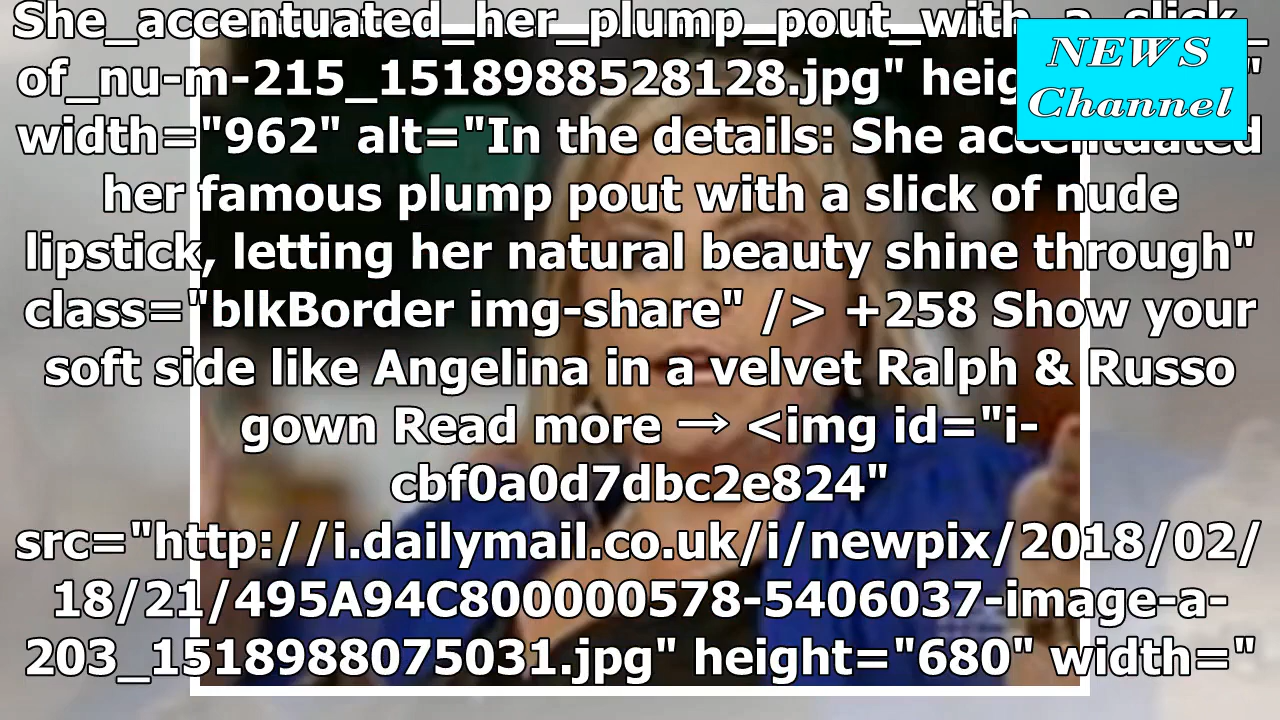 She_accentuated_her_plump_pout_with_a_slick_
of_nu-m-215_1518988528128.jpg" heig "
width="962" alt="In the details: She accentuated
her famous plump pout with a slick of nude
lipstick, letting her natural beauty shine through"
class="blkBorder img-share" /> +258 Show your
soft side like Angelina in a velvet Ralph & Russo
gown Read more → <img id="i-
cbf0a0d7dbc2e824"
src="http://i.dailymail.co.uk/i/newpix/2018/02/
18/21/495A94C800000578-5406037-image-a-
203_1518988075031.jpg" height="680" width="
NEWS
Channel